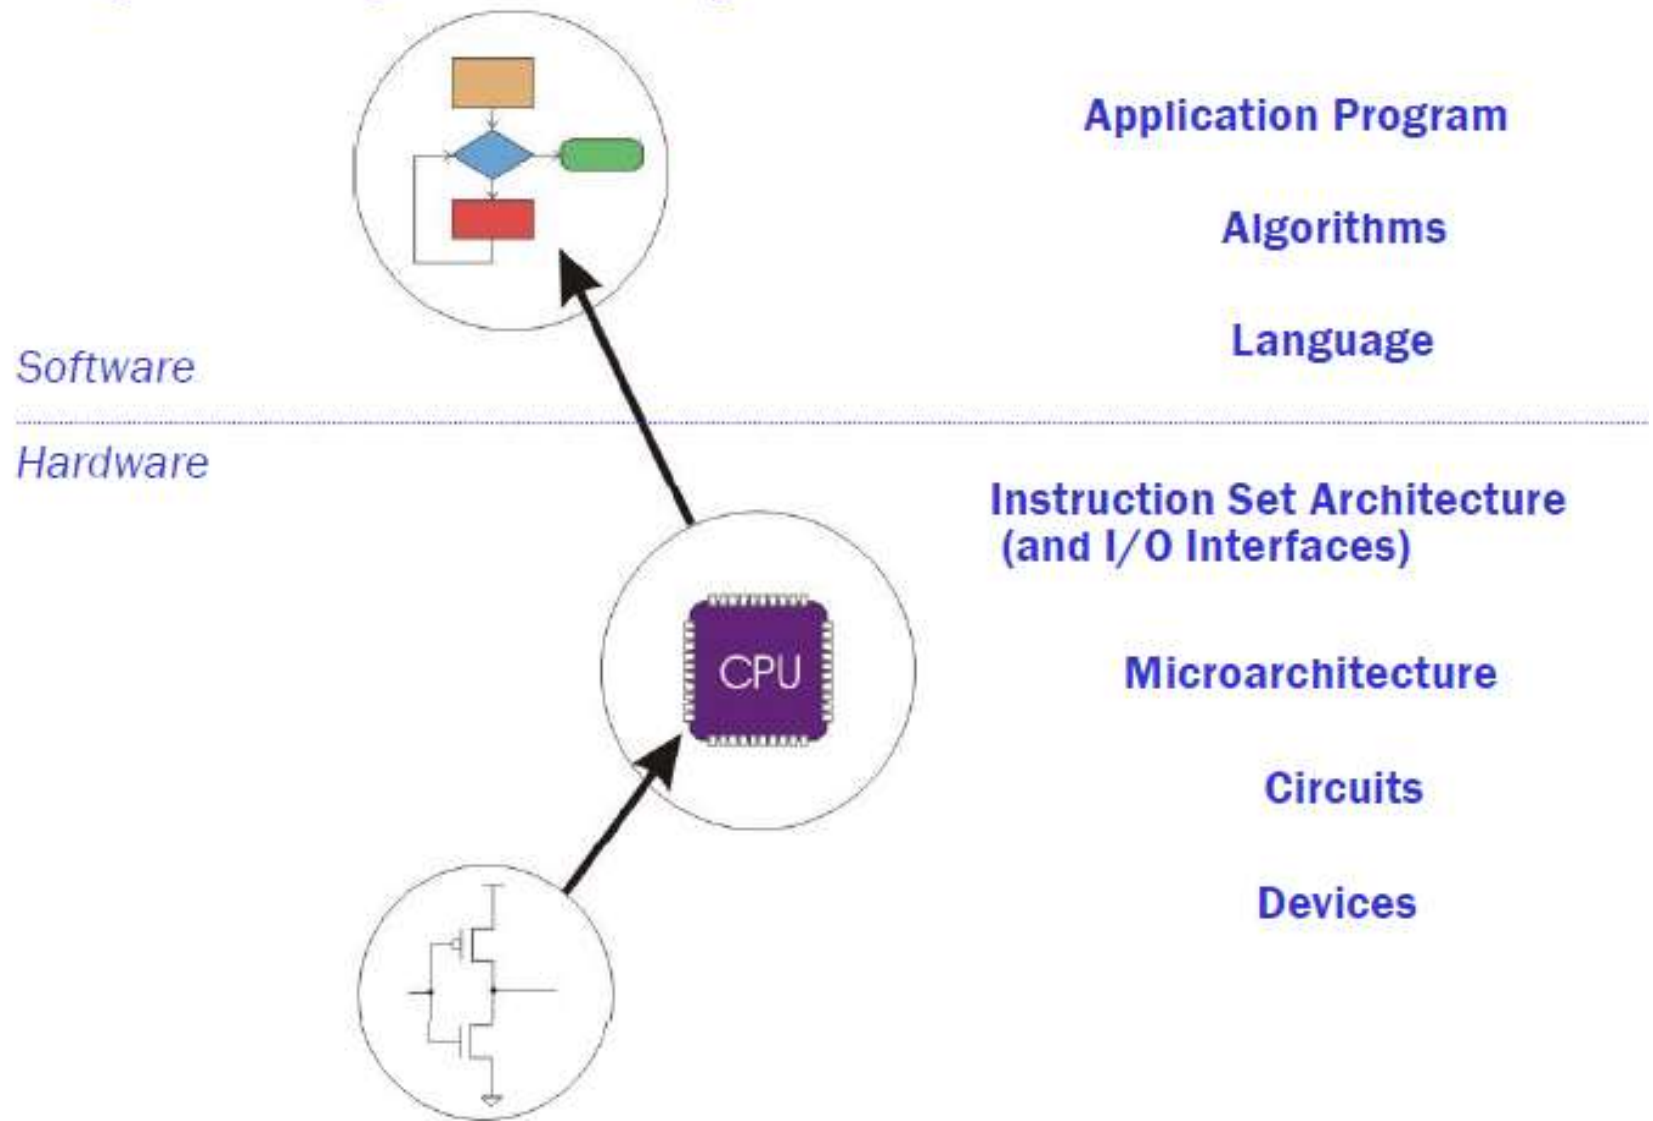 Application Program
Algorithms
Language
Software
Hardware
Instruction Set Architecture
(and I/O Interfaces)
Microarchitecture
CPU
Circuits
Devices